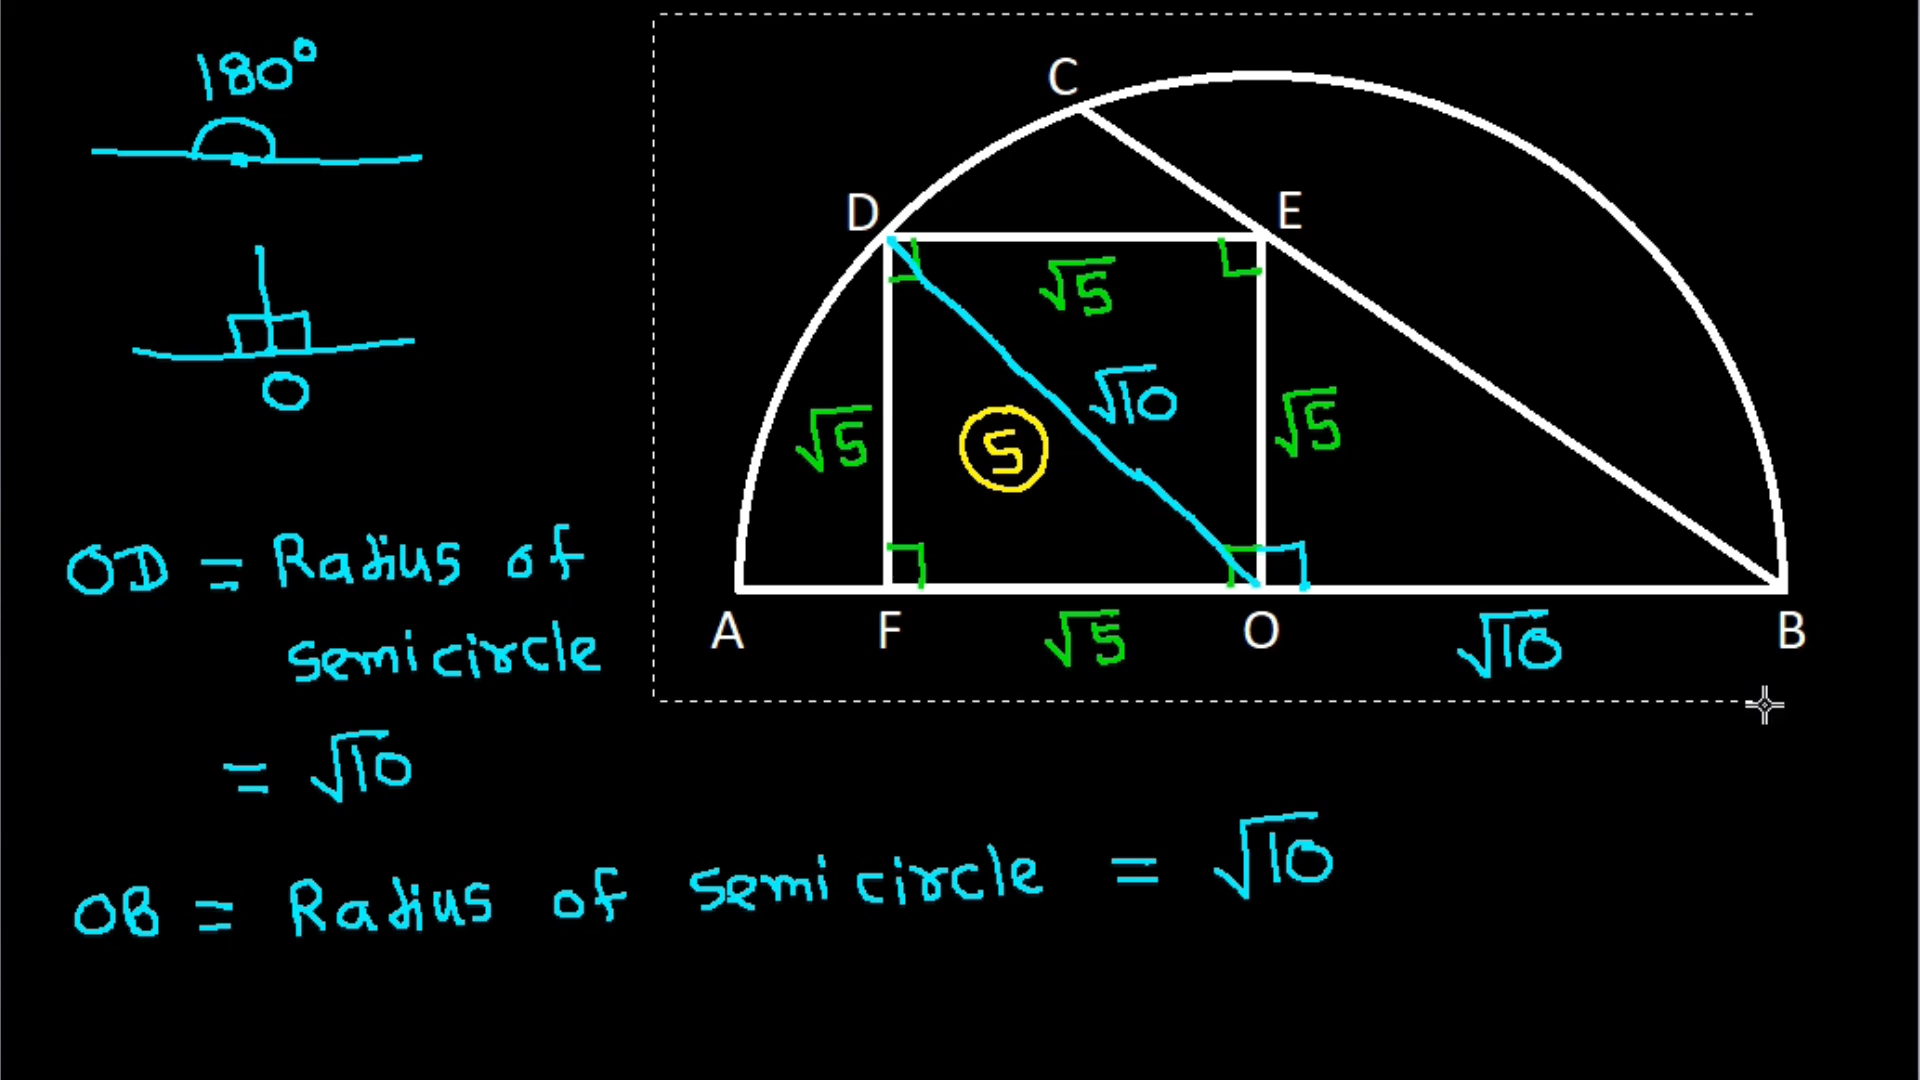 180°
C
D
E
√5
√10
√5
√5
5
O
OD = Radius of
semicircle
A
F
√5
O
√10
B
= √10
OB = Radius of semicircle = √10